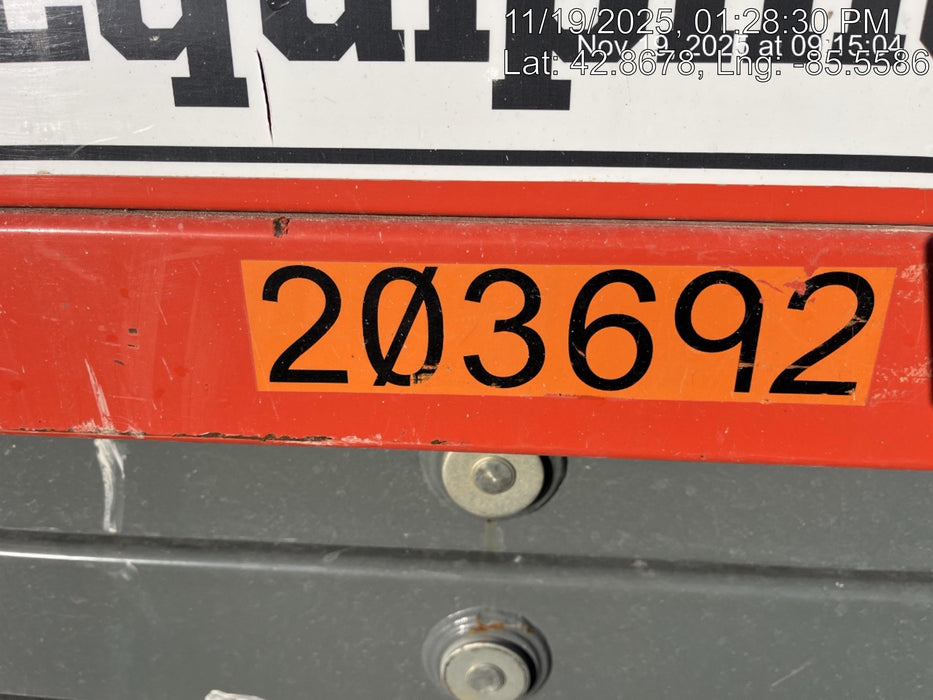 11/19/2025, 01:28:30 PM
Nov 19, 2025 at 09:15:04
Lat: 42.8678, Lng: -85.5586
2Ø3692